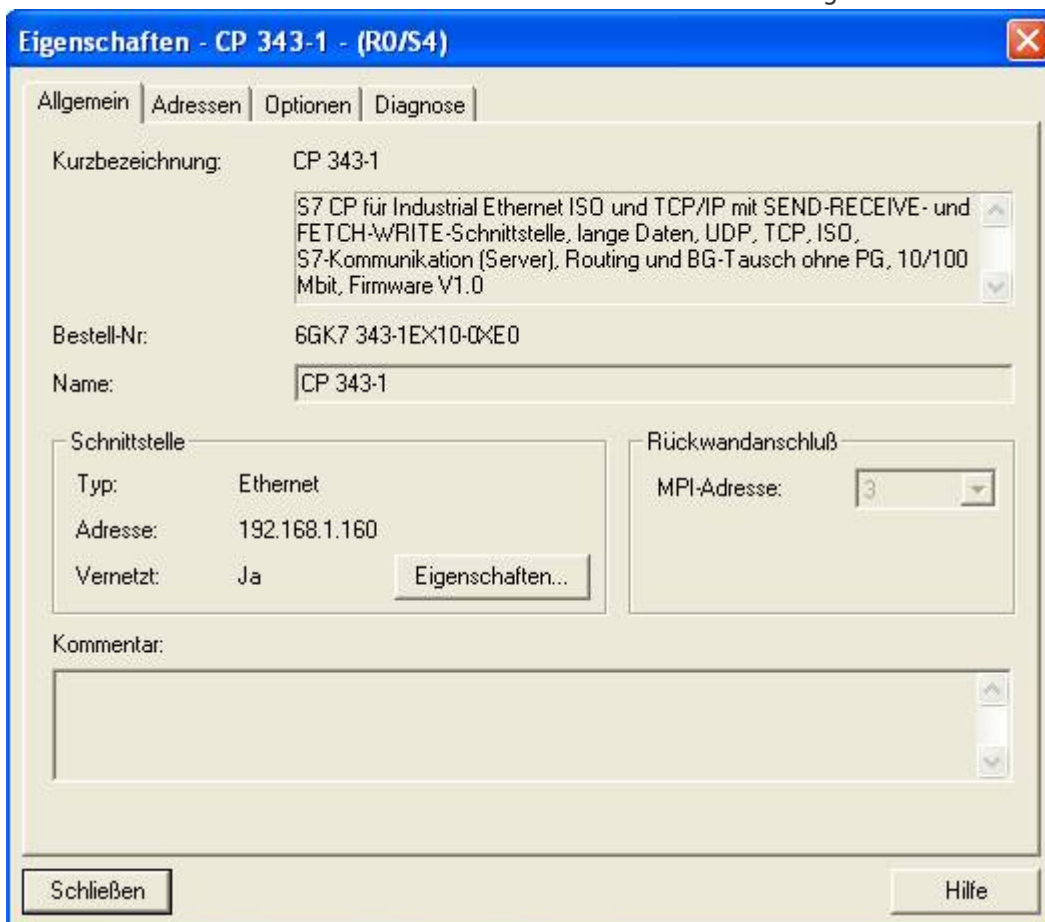 Eigenschaften - CP 343-1 - (R0/S4)
Allgemein Adressen Optionen Diagnose
Kurzbezeichnung: CP 343-1
S7 CP für Industrial Ethernet ISO und TCP/IP mit SEND-RECEIVE- und
FETCH-WRITE-Schnittstelle, lange Daten, UDP, TCP, ISO,
S7-Kommunikation (Server), Routing und BG-Tausch ohne PG, 10/100
Mbit, Firmware V1.0
Bestell-Nr: 6GK7 343-1EX10-0XE0
Name: CP 343-1
Schnittstelle
Typ: Ethernet
Adresse: 192.168.1.160
Vernetzt: Ja Eigenschaften...
Rückwandanschluß
MPI-Adresse: 3
Kommentar:
Schließen Hilfe